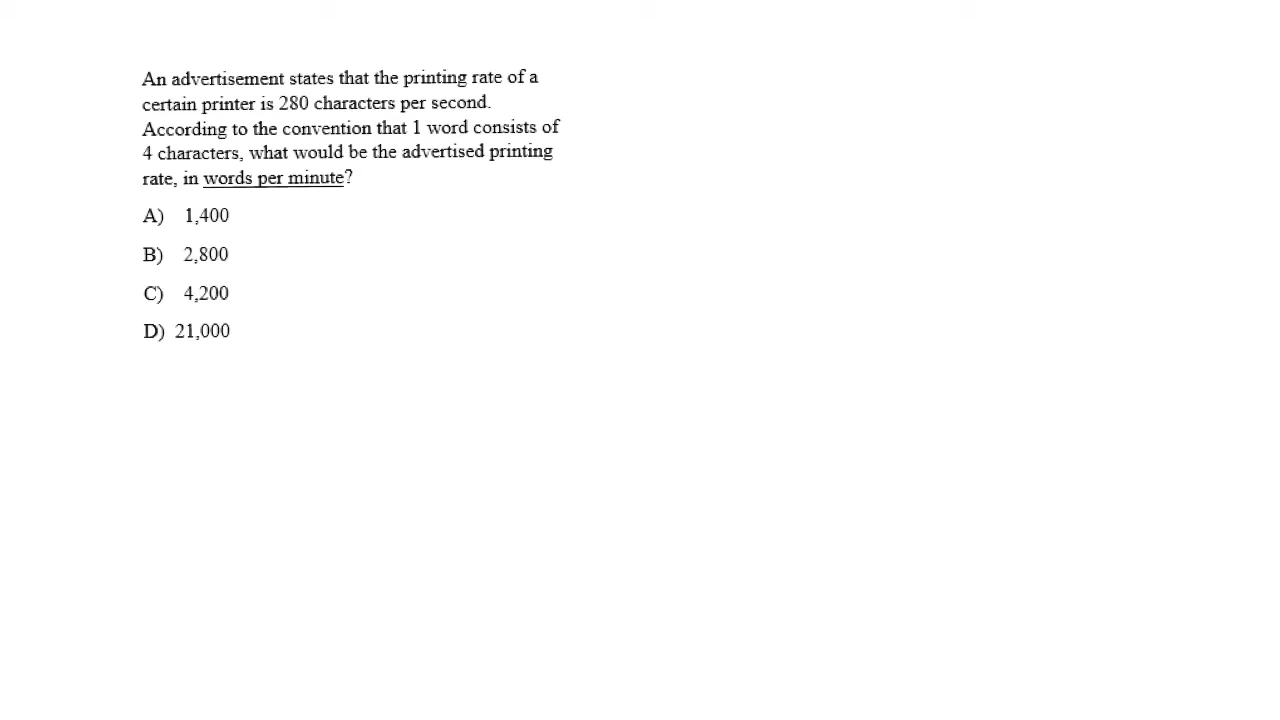 An advertisement states that the printing rate of a
certain printer is 280 characters per second.
According to the convention that 1 word consists of
4 characters, what would be the advertised printing
rate, in words per minute?
A) 1,400
B) 2,800
C) 4,200
D) 21,000